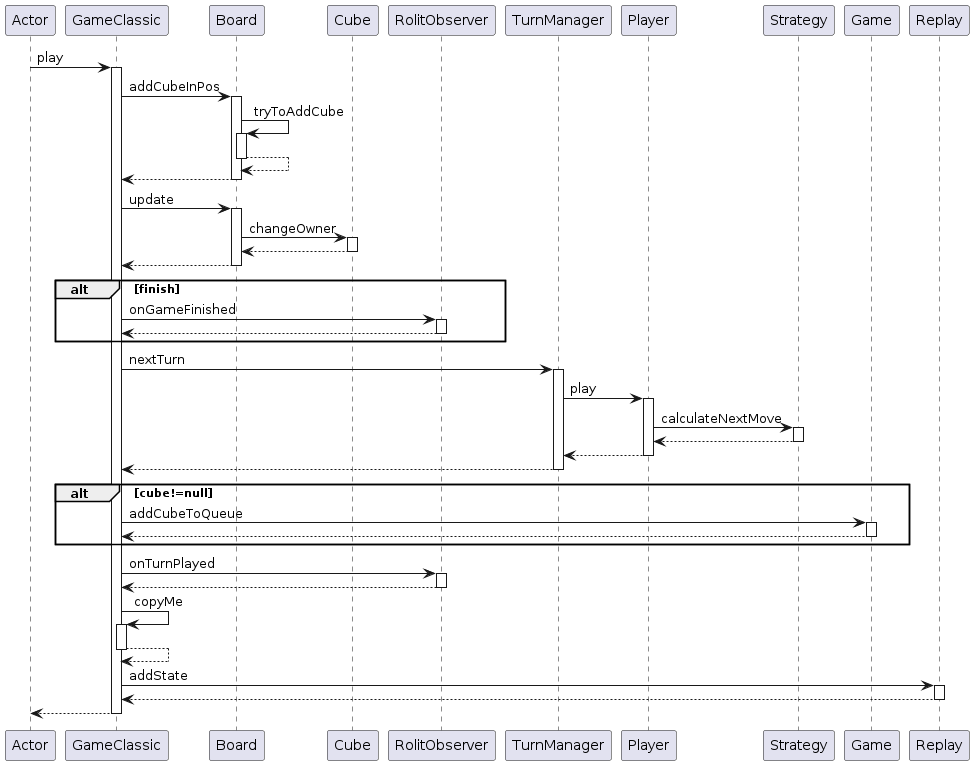 Actor GameClassic Board Cube RolitObserver TurnManager Player Strategy Game Replay
play
addCubeInPos
tryToAddCube
update
changeOwner
alt [finish]
onGameFinished
nextTurn
play
calculateNextMove
alt [cube!=null]
addCubeToQueue
onTurnPlayed
copyMe
addState
Actor GameClassic Board Cube RolitObserver TurnManager Player Strategy Game Replay